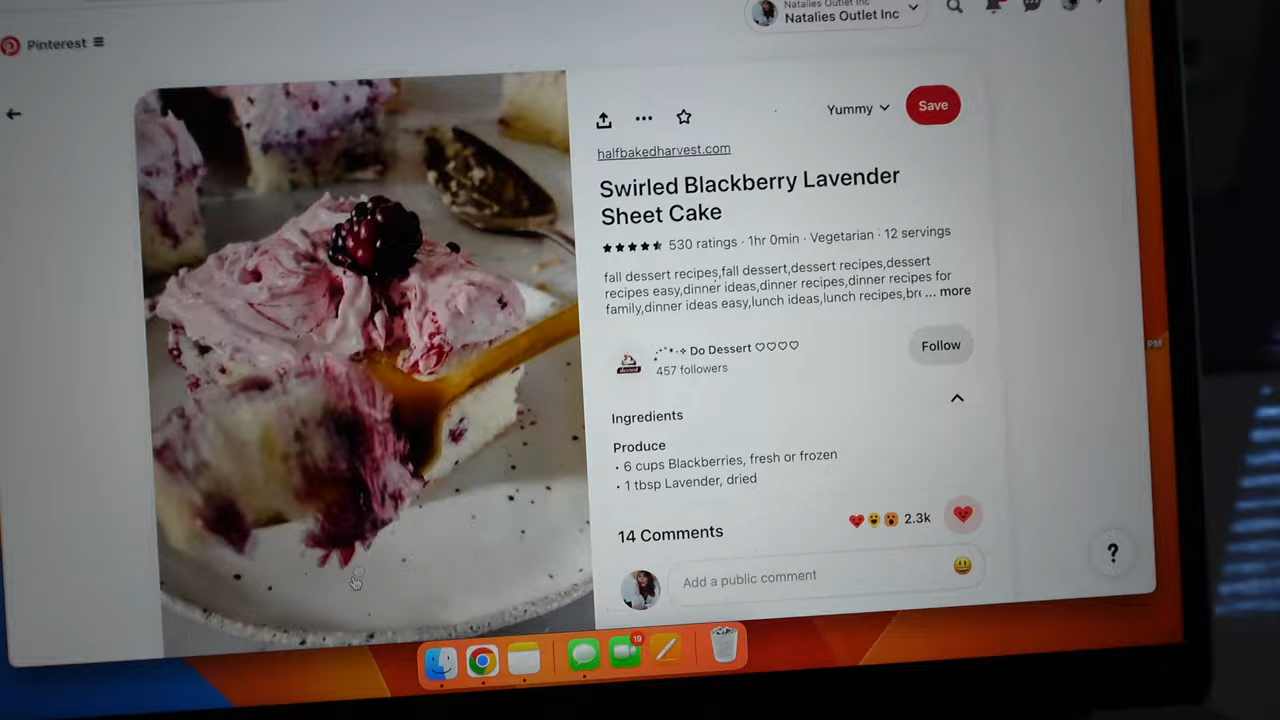 Natalies Outlet Inc
Natalies Outlet Inc
Pinterest
Yummy
Save
halfbakedharvest.com
Swirled Blackberry Lavender
Sheet Cake
530 ratings · 1hr 0min · Vegetarian · 12 servings
fall dessert recipes,fall dessert,dessert recipes,dessert
recipes easy,dinner ideas,dinner recipes,dinner recipes for
family,dinner ideas easy,lunch ideas,lunch recipes,br ... more
Do Dessert ♡♡♡♡
457 followers
Follow
PM
Ingredients
Produce
• 6 cups Blackberries, fresh or frozen
• 1 tbsp Lavender, dried
14 Comments
2.3k
Add a public comment
?
19